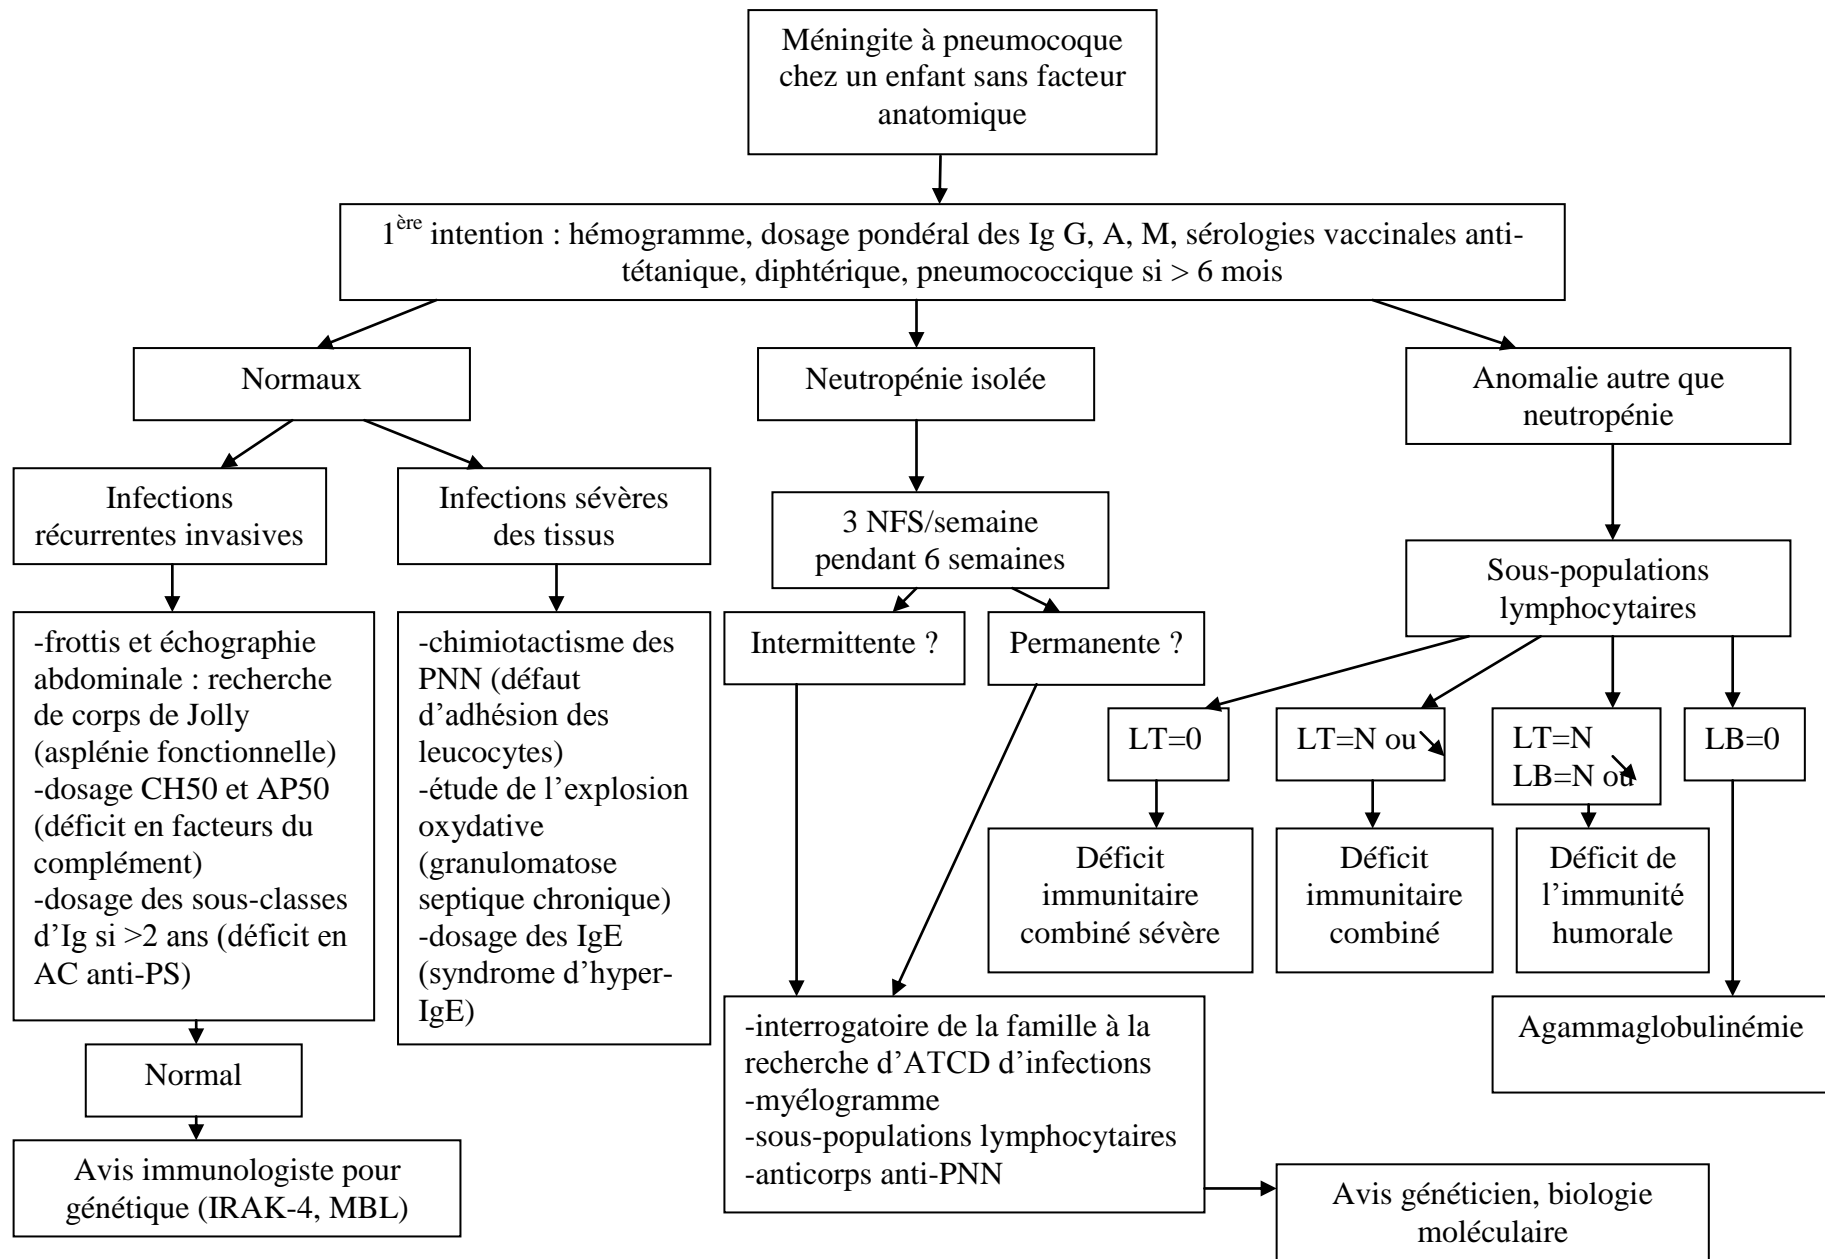 Méningite à pneumocoque
chez un enfant sans facteur
anatomique
1ère intention : hémogramme, dosage pondéral des Ig G, A, M, sérologies vaccinales anti-
tétanique, diphtérique, pneumococcique si > 6 mois
Normaux
Neutropénie isolée
Anomalie autre que
neutropénie
Infections
récurrentes invasives
Infections sévères
des tissus
3 NFS/semaine
pendant 6 semaines
Sous-populations
lymphocytaires
-frottis et échographie
abdominale : recherche
de corps de Jolly
(asplénie fonctionnelle)
-dosage CH50 et AP50
(déficit en facteurs du
complément)
-dosage des sous-classes
d’Ig si >2 ans (déficit en
AC anti-PS)
-chimiotactisme des
PNN (défaut
d’adhésion des
leucocytes)
-étude de l’explosion
oxydative
(granulomatose
septique chronique)
-dosage des IgE
(syndrome d’hyper-
IgE)
Intermittente ?
Permanente ?
LT=0
LT=N ou
LT=N
LB=N ou
LB=0
Déficit
immunitaire
combiné sévère
Déficit
immunitaire
combiné
Déficit de
l’immunité
humorale
Agammaglobulinémie
Normal
-interrogatoire de la famille à la
recherche d’ATCD d’infections
-myélogramme
-sous-populations lymphocytaires
-anticorps anti-PNN
Avis immunologiste pour
génétique (IRAK-4, MBL)
Avis généticien, biologie
moléculaire